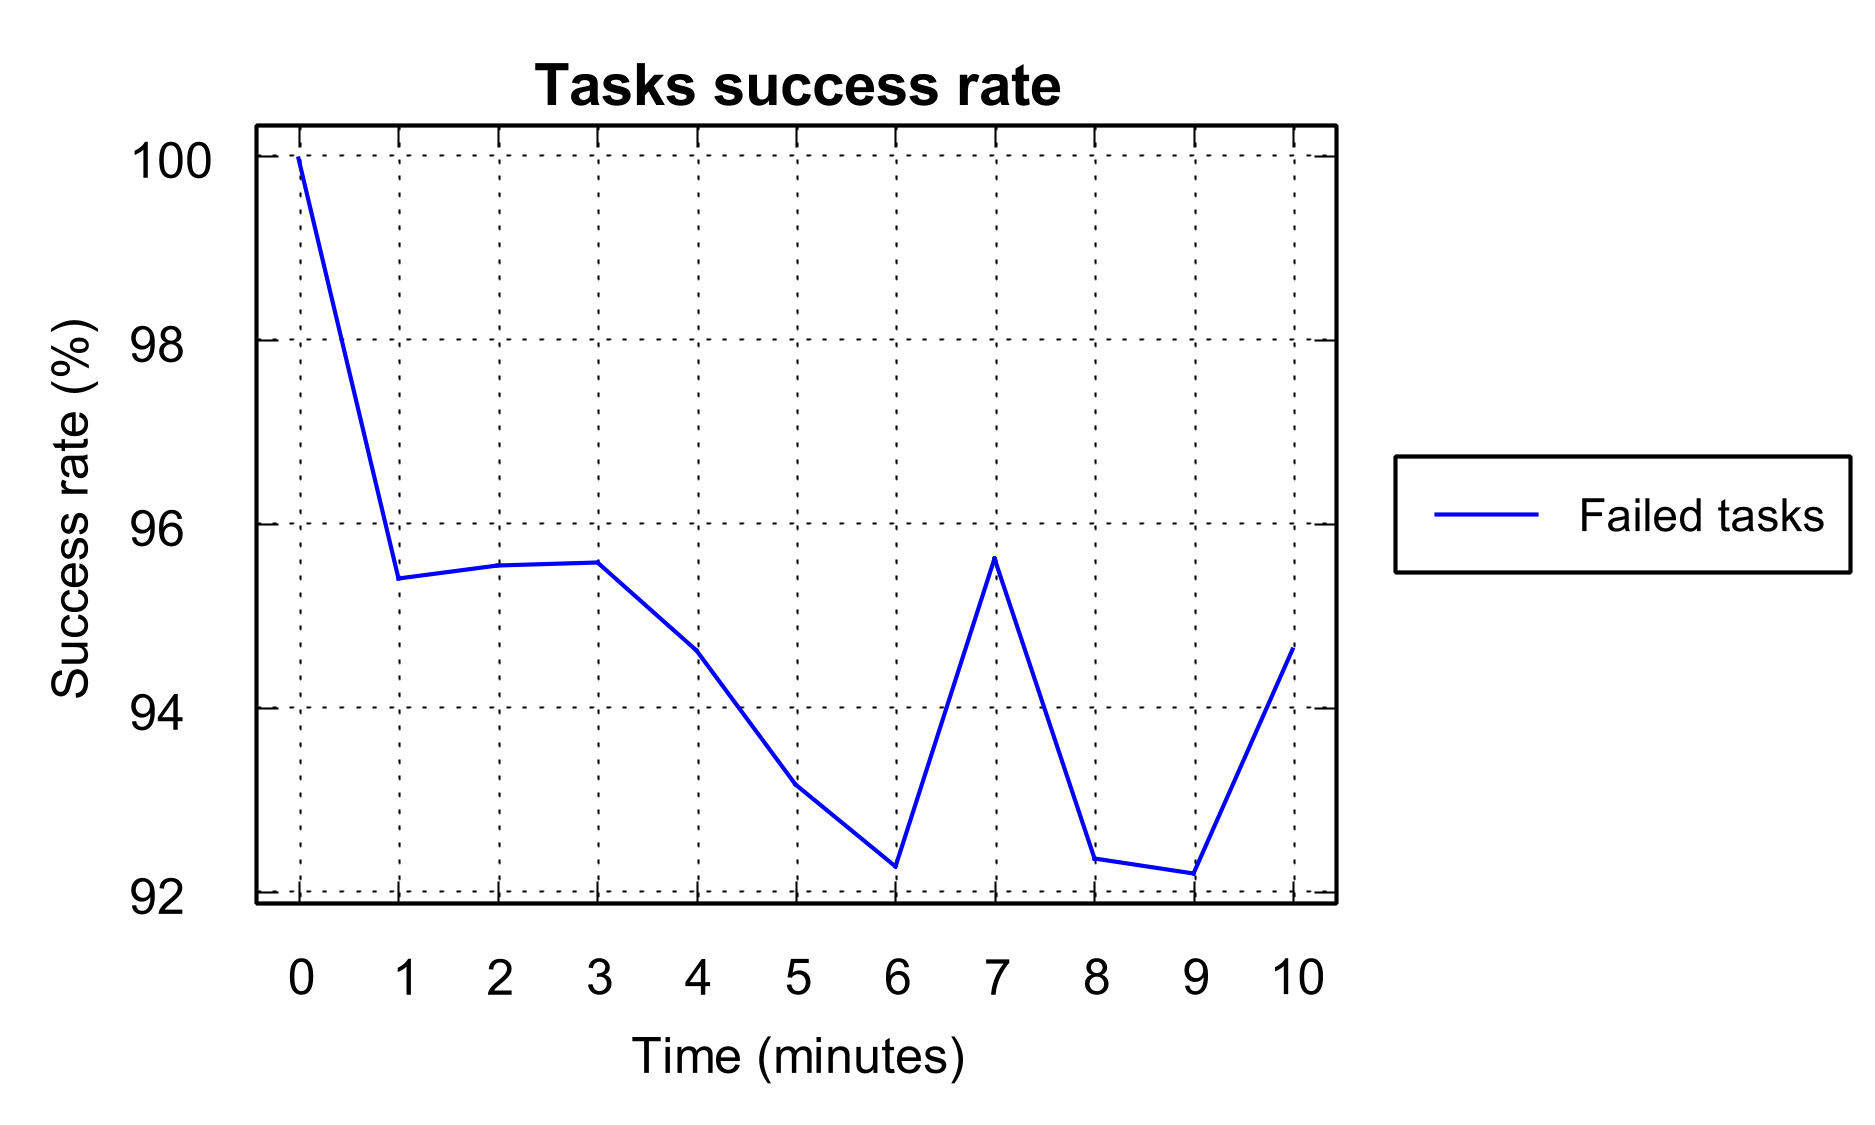 Tasks success rate
100
98
96
94
92
Success rate (%)
0 1 2 3 4 5 6 7 8 9 10
Time (minutes)
Failed tasks